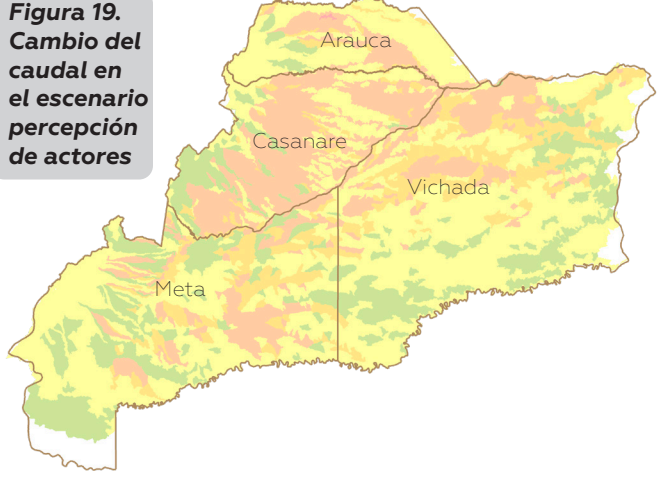 Figura 19.
Cambio del
caudal en
el escenario
percepción
de actores
Arauca
Casanare
Vichada
Meta